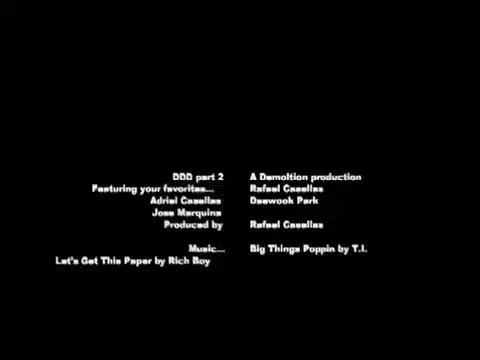 DDD part 2 A Demoltion production
Featuring your favorites... Rafael Casellas
Adriel Casellas Daewook Park
Jose Marquina
Produced by Rafael Casellas
Music... Big Things Poppin by T.I.
Let's Get This Paper by Rich Boy